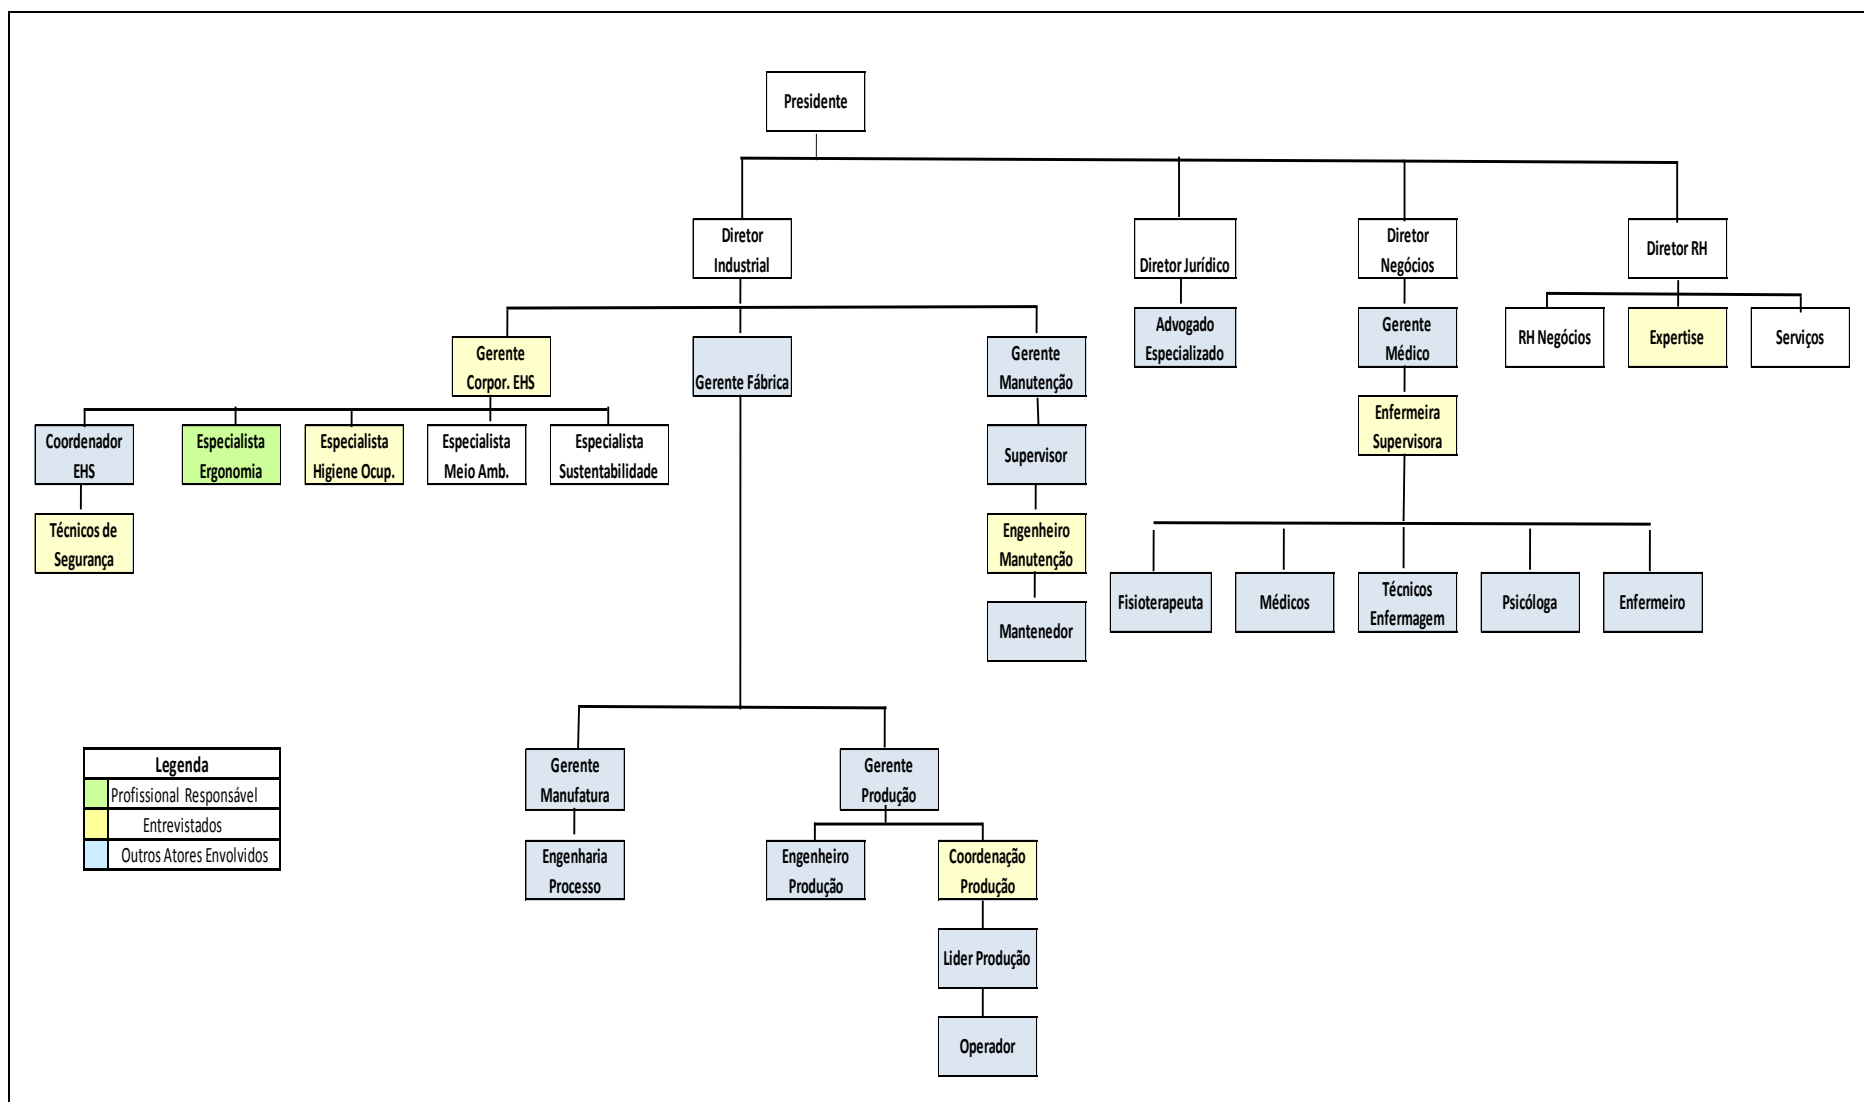 Presidente
Diretor
Industrial
Diretor Jurídico
Diretor
Negócios
Diretor RH
Gerente
Corpor. EHS
Gerente Fábrica
Gerente
Manutenção
Advogado
Especializado
Gerente
Médico
RH Negócios
Expertise
Serviços
Coordenador
EHS
Especialista
Ergonomia
Especialista
Higiene Ocup.
Especialista
Meio Amb.
Especialista
Sustentabilidade
Supervisor
Enfermeira
Supervisora
Técnicos de
Segurança
Engenheiro
Manutenção
Mantenedor
Fisioterapeuta
Médicos
Técnicos
Enfermagem
Psicóloga
Enfermeiro
Legenda
Profissional Responsável
Entrevistados
Outros Atores Envolvidos
Gerente
Manufatura
Gerente
Produção
Engenharia
Processo
Engenheiro
Produção
Coordenação
Produção
Lider Produção
Operador